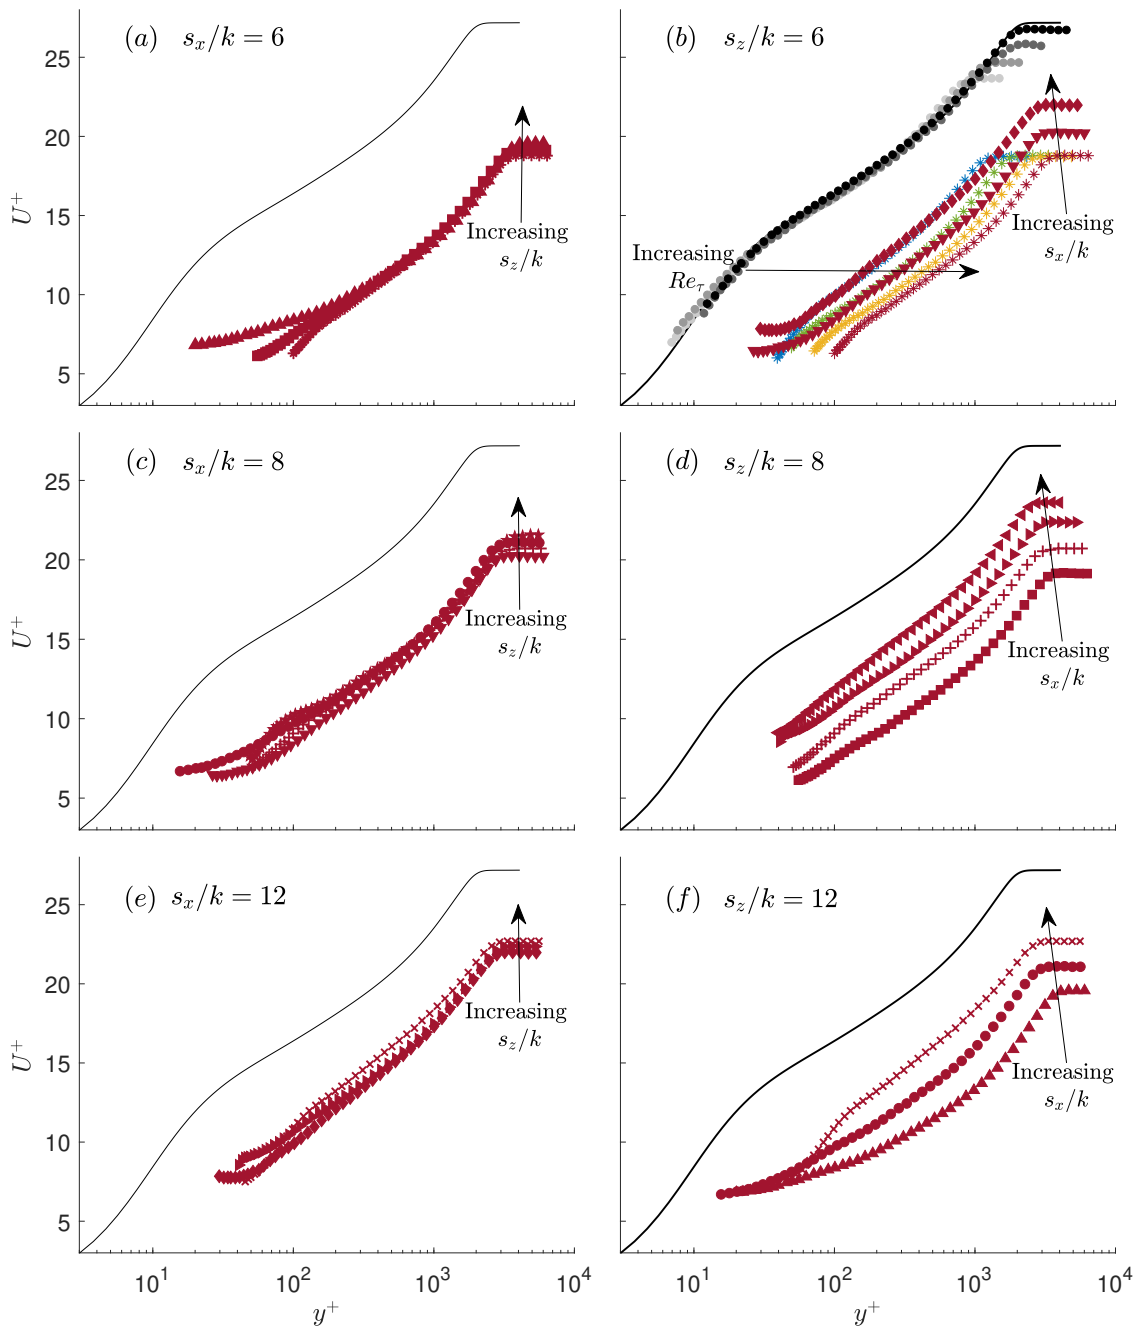 (a) s_x/k = 6
25
20
15
10
5
U^+
Increasing
s_z/k
(b) s_z/k = 6
Increasing
Re_τ
Increasing
s_x/k
(c) s_x/k = 8
25
20
15
10
5
U^+
Increasing
s_z/k
(d) s_z/k = 8
Increasing
s_x/k
(e) s_x/k = 12
25
20
15
10
5
U^+
Increasing
s_z/k
10^1 10^2 10^3 10^4
y^+
(f) s_z/k = 12
Increasing
s_x/k
10^1 10^2 10^3 10^4
y^+